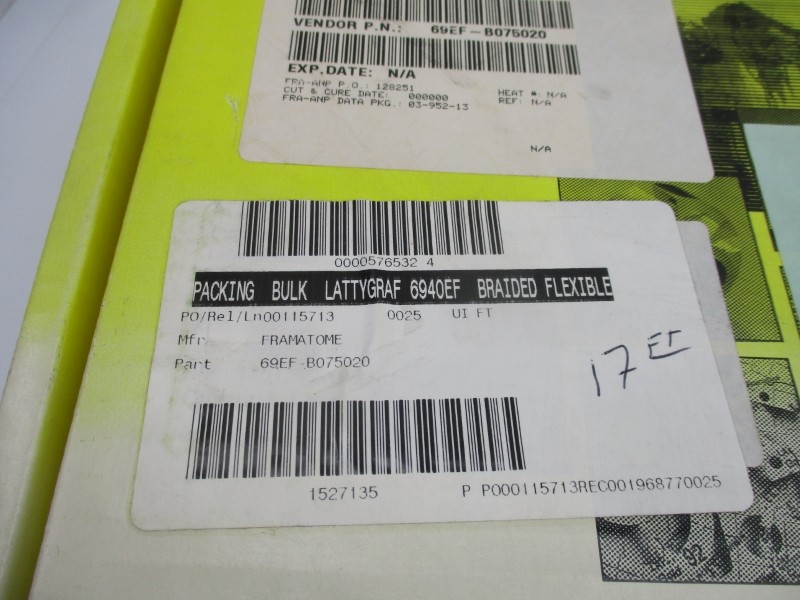 VENDOR P.N.: 69EF-B075020
EXP.DATE: N/A
FRA-ANP P.O.: 128251
CUT & CURE DATE: 000000
FRA-ANP DATA PKG.: 03-952-13
HEAT #: N/A
REF: N/A
N/A
0000576532 4
PACKING BULK LATTYGRAF 6940EF BRAIDED FLEXIBLE
PO/Rel/Ln00115713 0025 UI FT
Mfr FRAMATOME
Part 69EF-B075020
17 EF
1527135 P PO00115713REC001968770025